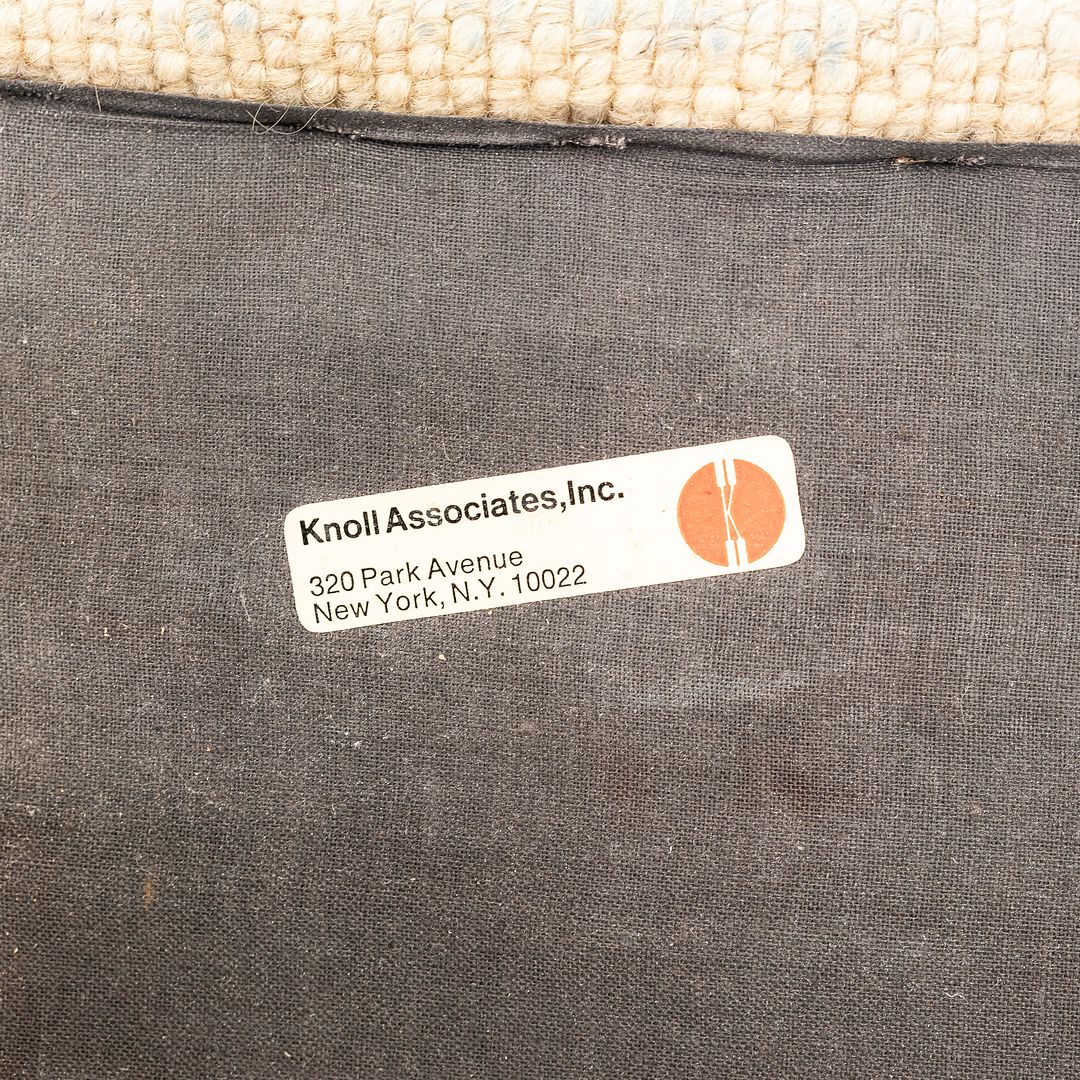 Knoll Associates, Inc.
320 Park Avenue
New York, N.Y. 10022